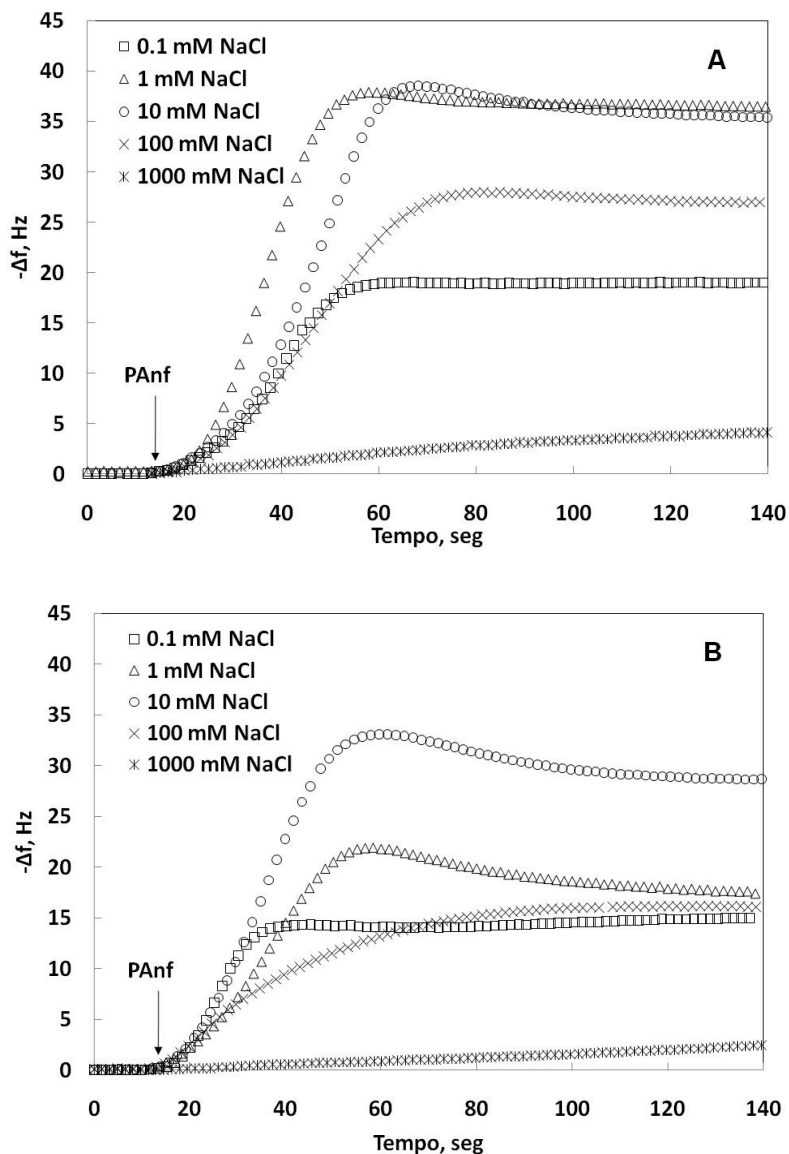 45
40
35
30
25
20
15
10
5
0
-Δf, Hz
A
0.1 mM NaCl
1 mM NaCl
10 mM NaCl
100 mM NaCl
1000 mM NaCl
PAnf
0 20 40 60 80 100 120 140
Tempo, seg
45
40
35
30
25
20
15
10
5
0
-Δf, Hz
B
0.1 mM NaCl
1 mM NaCl
10 mM NaCl
100 mM NaCl
1000 mM NaCl
PAnf
0 20 40 60 80 100 120 140
Tempo, seg